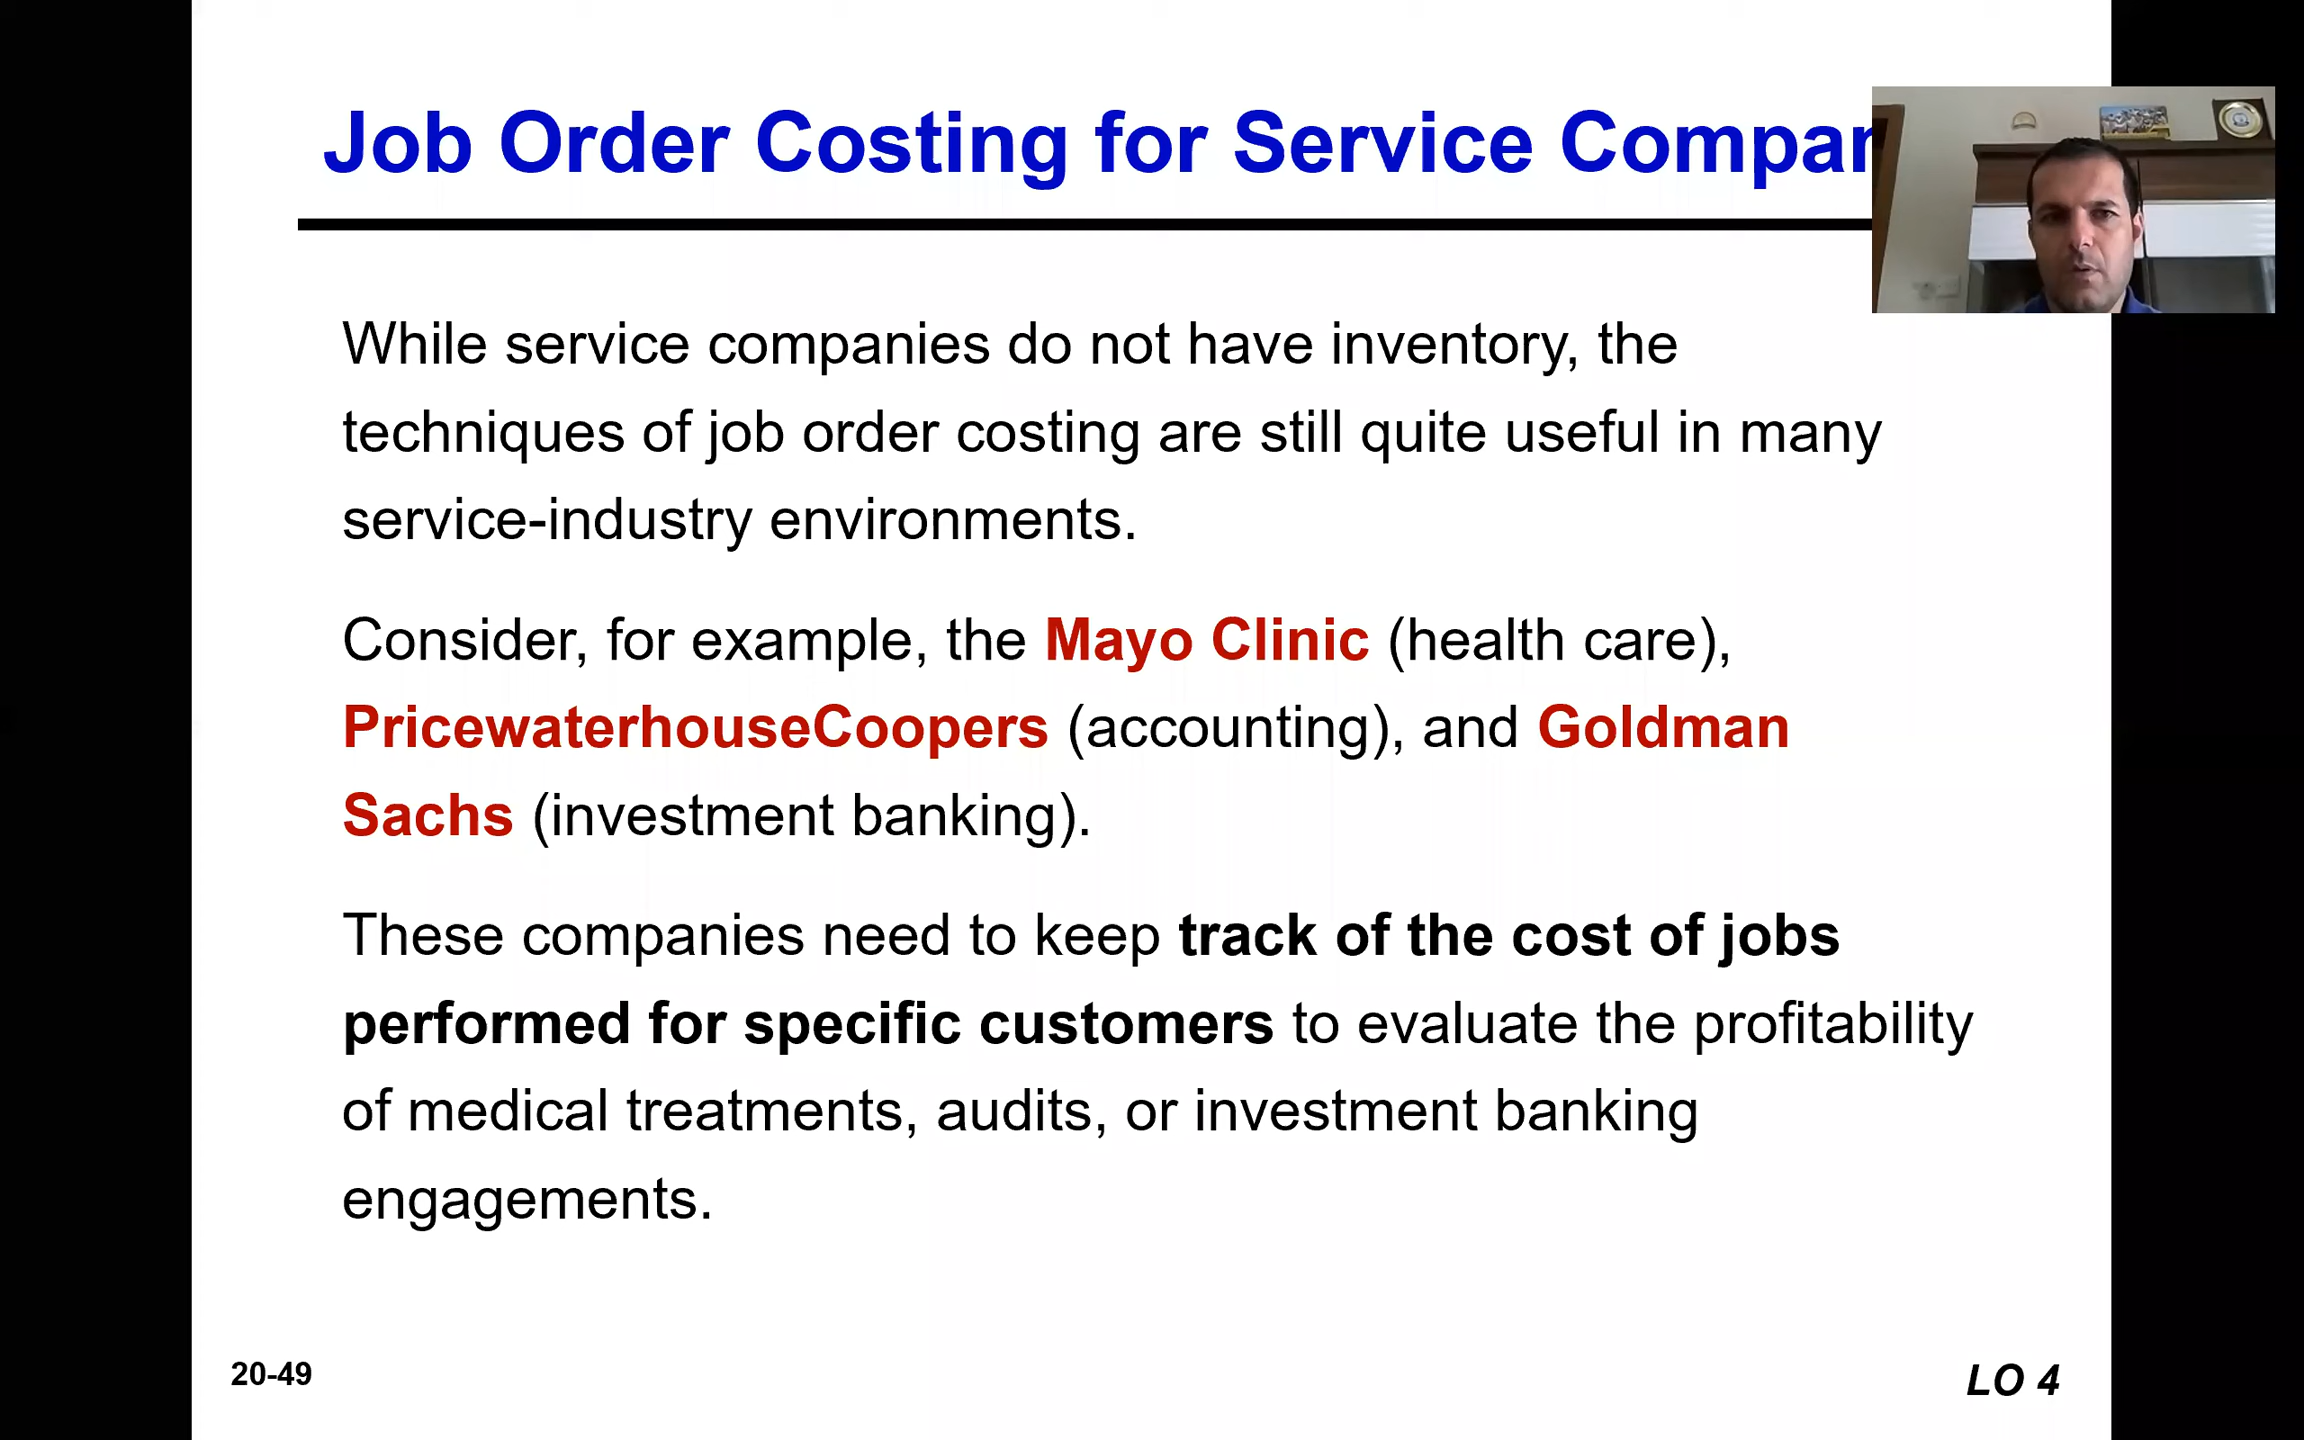 Job Order Costing for Service Compan
While service companies do not have inventory, the
techniques of job order costing are still quite useful in many
service-industry environments.
Consider, for example, the Mayo Clinic (health care),
PricewaterhouseCoopers (accounting), and Goldman
Sachs (investment banking).
These companies need to keep track of the cost of jobs
performed for specific customers to evaluate the profitability
of medical treatments, audits, or investment banking
engagements.
20-49
LO 4